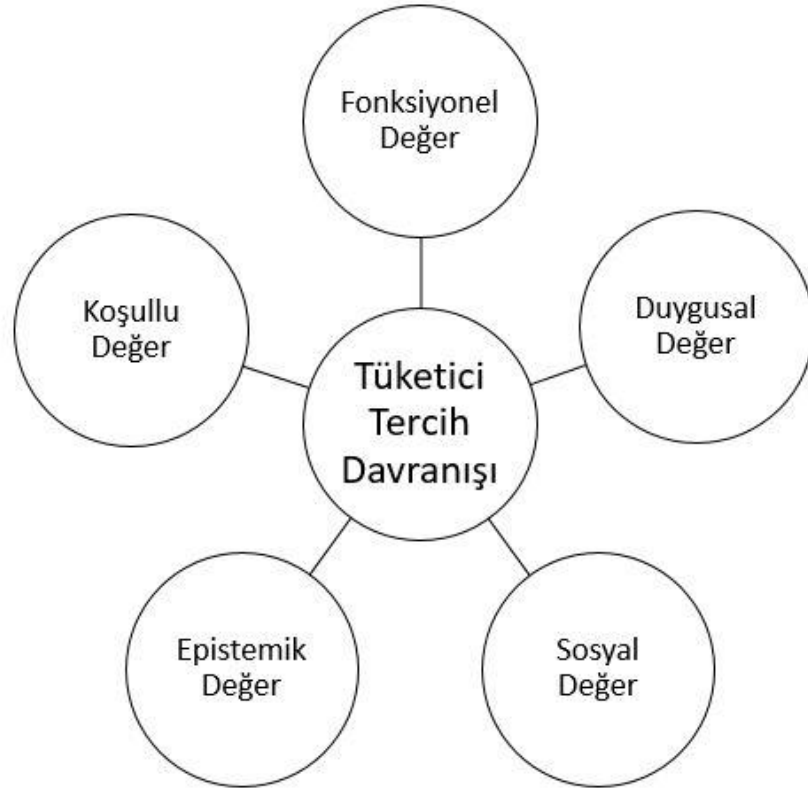 Fonksiyonel
Değer
Koşullu
Değer
Duygusal
Değer
Tüketici
Tercih
Davranışı
Epistemik
Değer
Sosyal
Değer